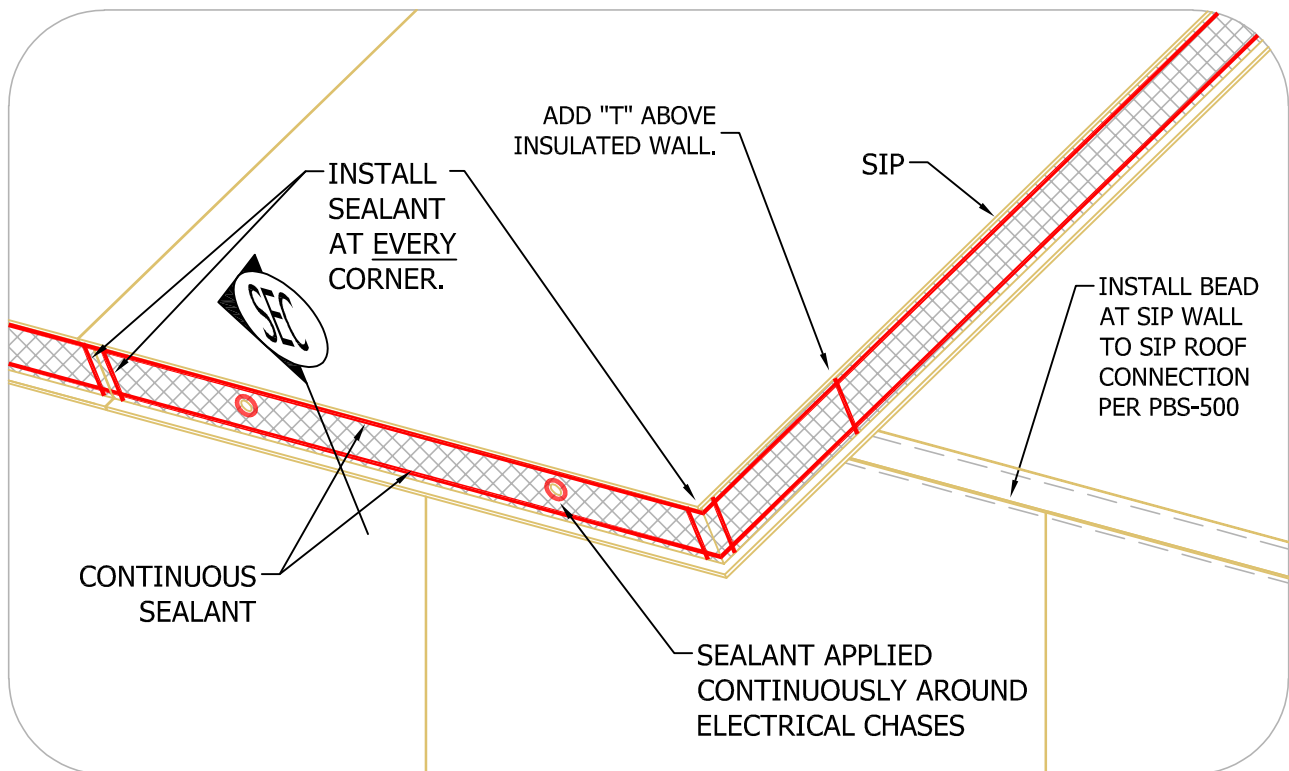 ADD "T" ABOVE
INSULATED WALL.
SIP
INSTALL
SEALANT
AT EVERY
CORNER.
SEC
INSTALL BEAD
AT SIP WALL
TO SIP ROOF
CONNECTION
PER PBS-500
CONTINUOUS
SEALANT
SEALANT APPLIED
CONTINUOUSLY AROUND
ELECTRICAL CHASES